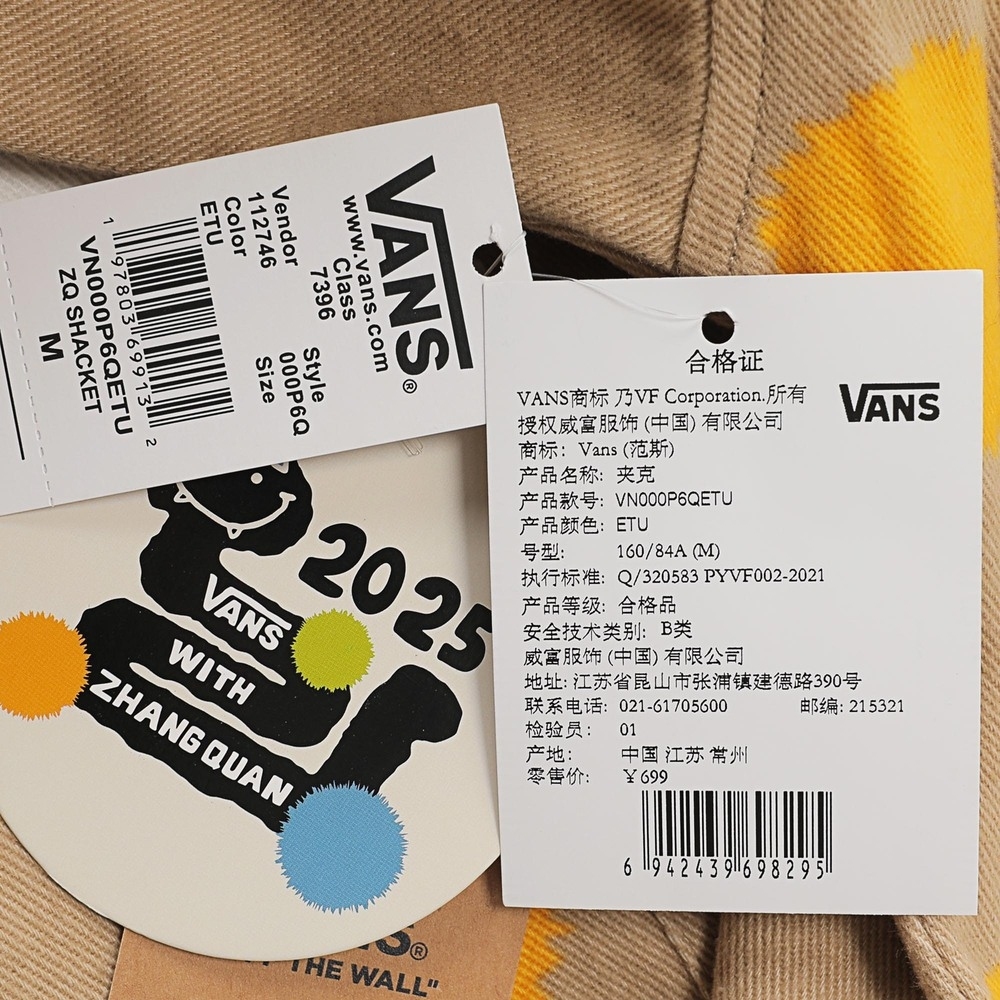 VANS®
www.vans.com
Class
7396
Vendor
112746
Color
ETU
Style
000P6Q
Size
1 97803 69913 2
VN000P6QETU
ZQ SHACKET
M
2025
VANS
WITH
ZHANG QUAN
VANS®
THE WALL"
合格证
VANS
VANS商标 乃VF Corporation.所有
授权威富服饰 (中国) 有限公司
商标: Vans (范斯)
产品名称: 夹克
产品款号: VN000P6QETU
产品颜色: ETU
号型: 160/84A (M)
执行标准: Q/320583 PYVF002-2021
产品等级: 合格品
安全技术类别: B类
威富服饰 (中国) 有限公司
地址: 江苏省昆山市张浦镇建德路390号
联系电话: 021-61705600 邮编: 215321
检验员: 01
产地: 中国 江苏 常州
零售价: ￥699
6 942439 698295